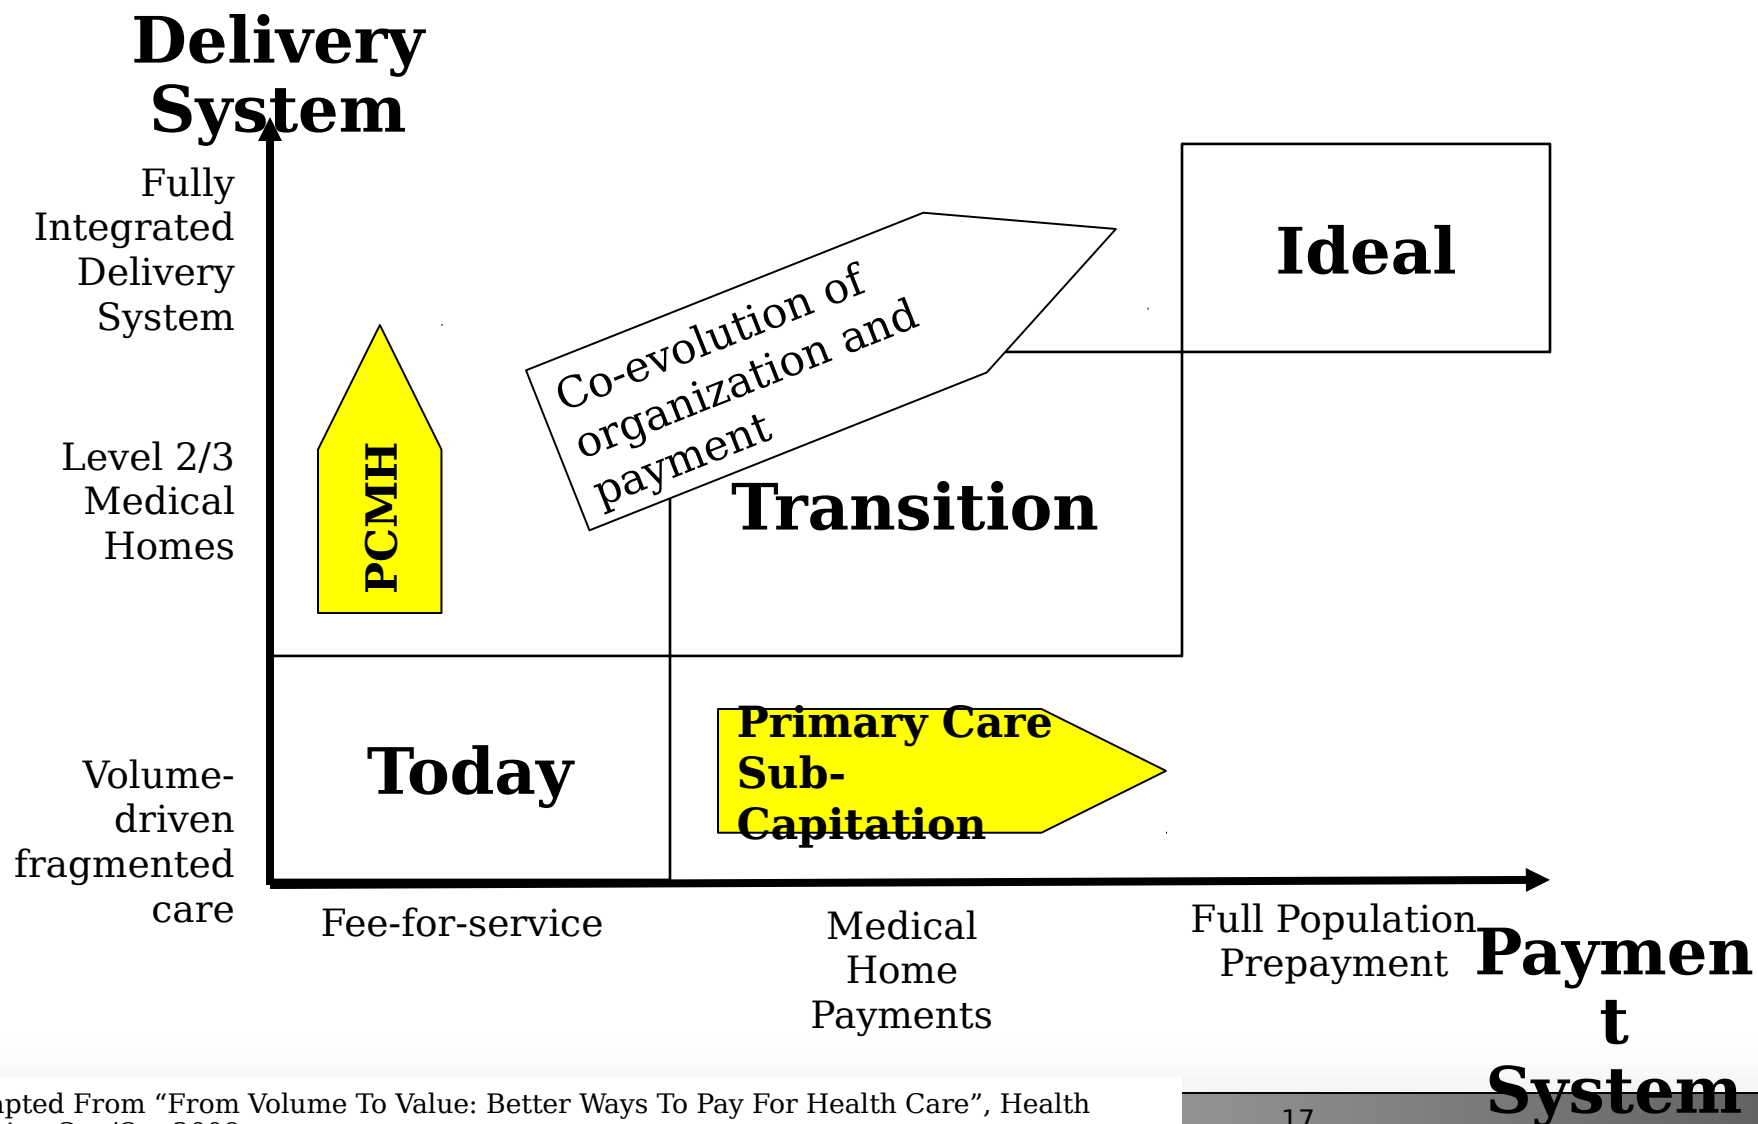 Delivery
System
Fully
Integrated
Delivery
System
Ideal
Co-evolution of
organization and
payment
Level 2/3
Medical
Homes
PCMH
Transition
Volume-
driven
fragmented
care
Today
Primary Care
Sub-
Capitation
Fee-for-service
Medical
Home
Payments
Full Population
Prepayment
Paymen
t
System
From “From Volume To Value: Better Ways To Pay For Health Care”, Health
17